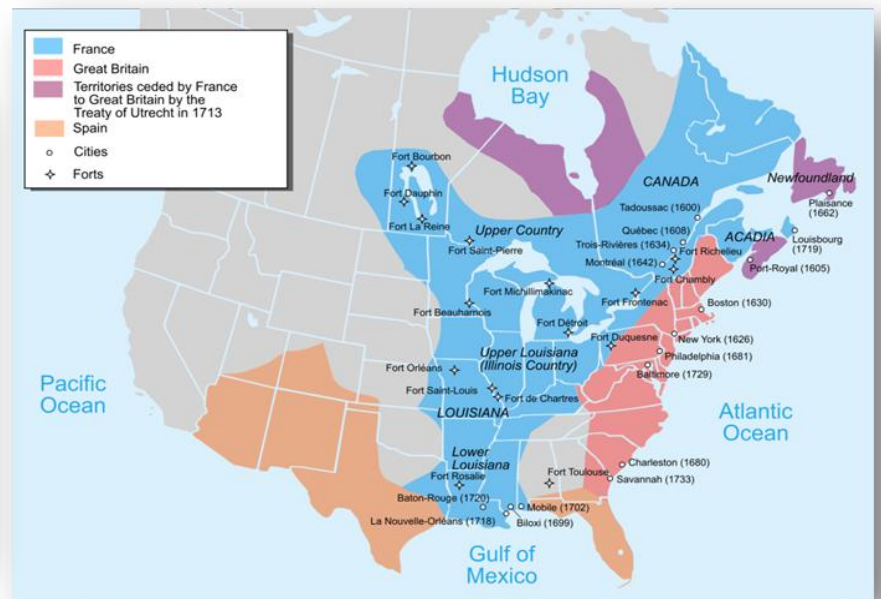 France
Great Britain
Territories ceded by France
to Great Britain by the
Treaty of Utrecht in 1713
Spain
Cities
Forts
Hudson
Bay
Fort Bourbon
Fort Dauphin
Fort La Reine
Upper Country
Fort Saint-Pierre
CANADA
Newfoundland
Plaisance
(1662)
Tadoussac (1600)
Québec (1608)
ACADIA
Trois-Rivières (1634)
Fort Richelieu
Louisbourg
(1719)
Montréal (1642)
Port-Royal (1605)
Fort Chambly
Fort Michillimakinac
Fort Frontenac
Fort Beauharnois
Boston (1630)
Fort Détroit
Fort Duquesne
New York (1626)
Upper Louisiana
(Illinois Country)
Philadelphia (1681)
Fort Orléans
Baltimore (1729)
Pacific
Ocean
Fort Saint-Louis
Fort de Chartres
LOUISIANA
Atlantic
Ocean
Lower
Louisiana
Fort Rosalie
Fort Toulouse
Charleston (1680)
Savannah (1733)
Baton-Rouge (1720)
Mobile (1702)
La Nouvelle-Orléans (1718)
Biloxi (1699)
Gulf of
Mexico